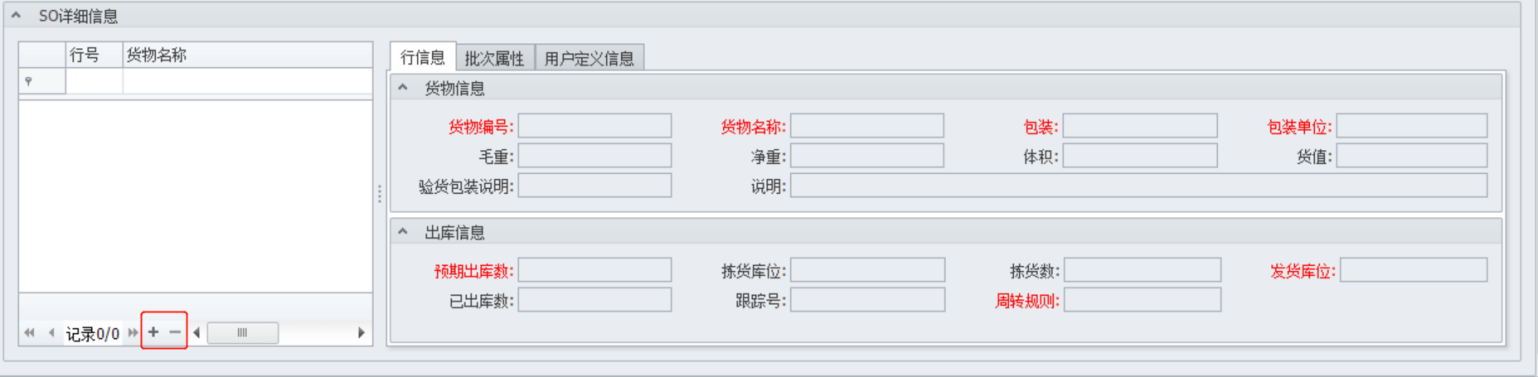 SO详细信息
行号 货物名称
记录0/0
行信息 批次属性 用户定义信息
货物信息
货物编号: 货物名称: 包装: 包装单位:
毛重: 净重: 体积: 货值:
验货包装说明: 说明:
出库信息
预期出库数: 拣货库位: 拣货数: 发货库位:
已出库数: 跟踪号: 周转规则: